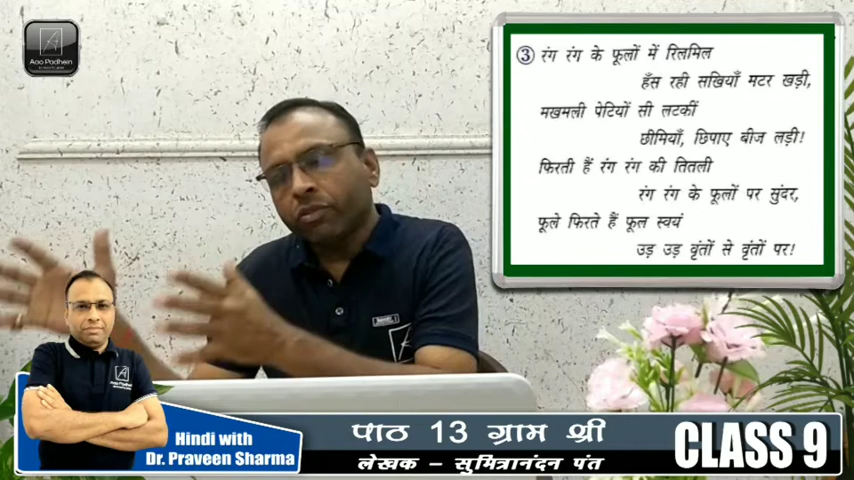 Aao Padhein
③ रंग रंग के फूलों में रिलमिल
हँस रही सखियाँ मटर खड़ी,
मखमली पेटियों सी लटकीं
छीमियाँ, छिपाए बीज लड़ी!
फिरती हैं रंग रंग की तितली
रंग रंग के फूलों पर सुंदर,
फूले फिरते हैं फूल स्वयं
उड़ उड़ वृंतों से वृंतों पर!
Hindi with
Dr. Praveen Sharma
पाठ 13 ग्राम श्री
लेखक – सुमित्रानंदन पंत
CLASS 9